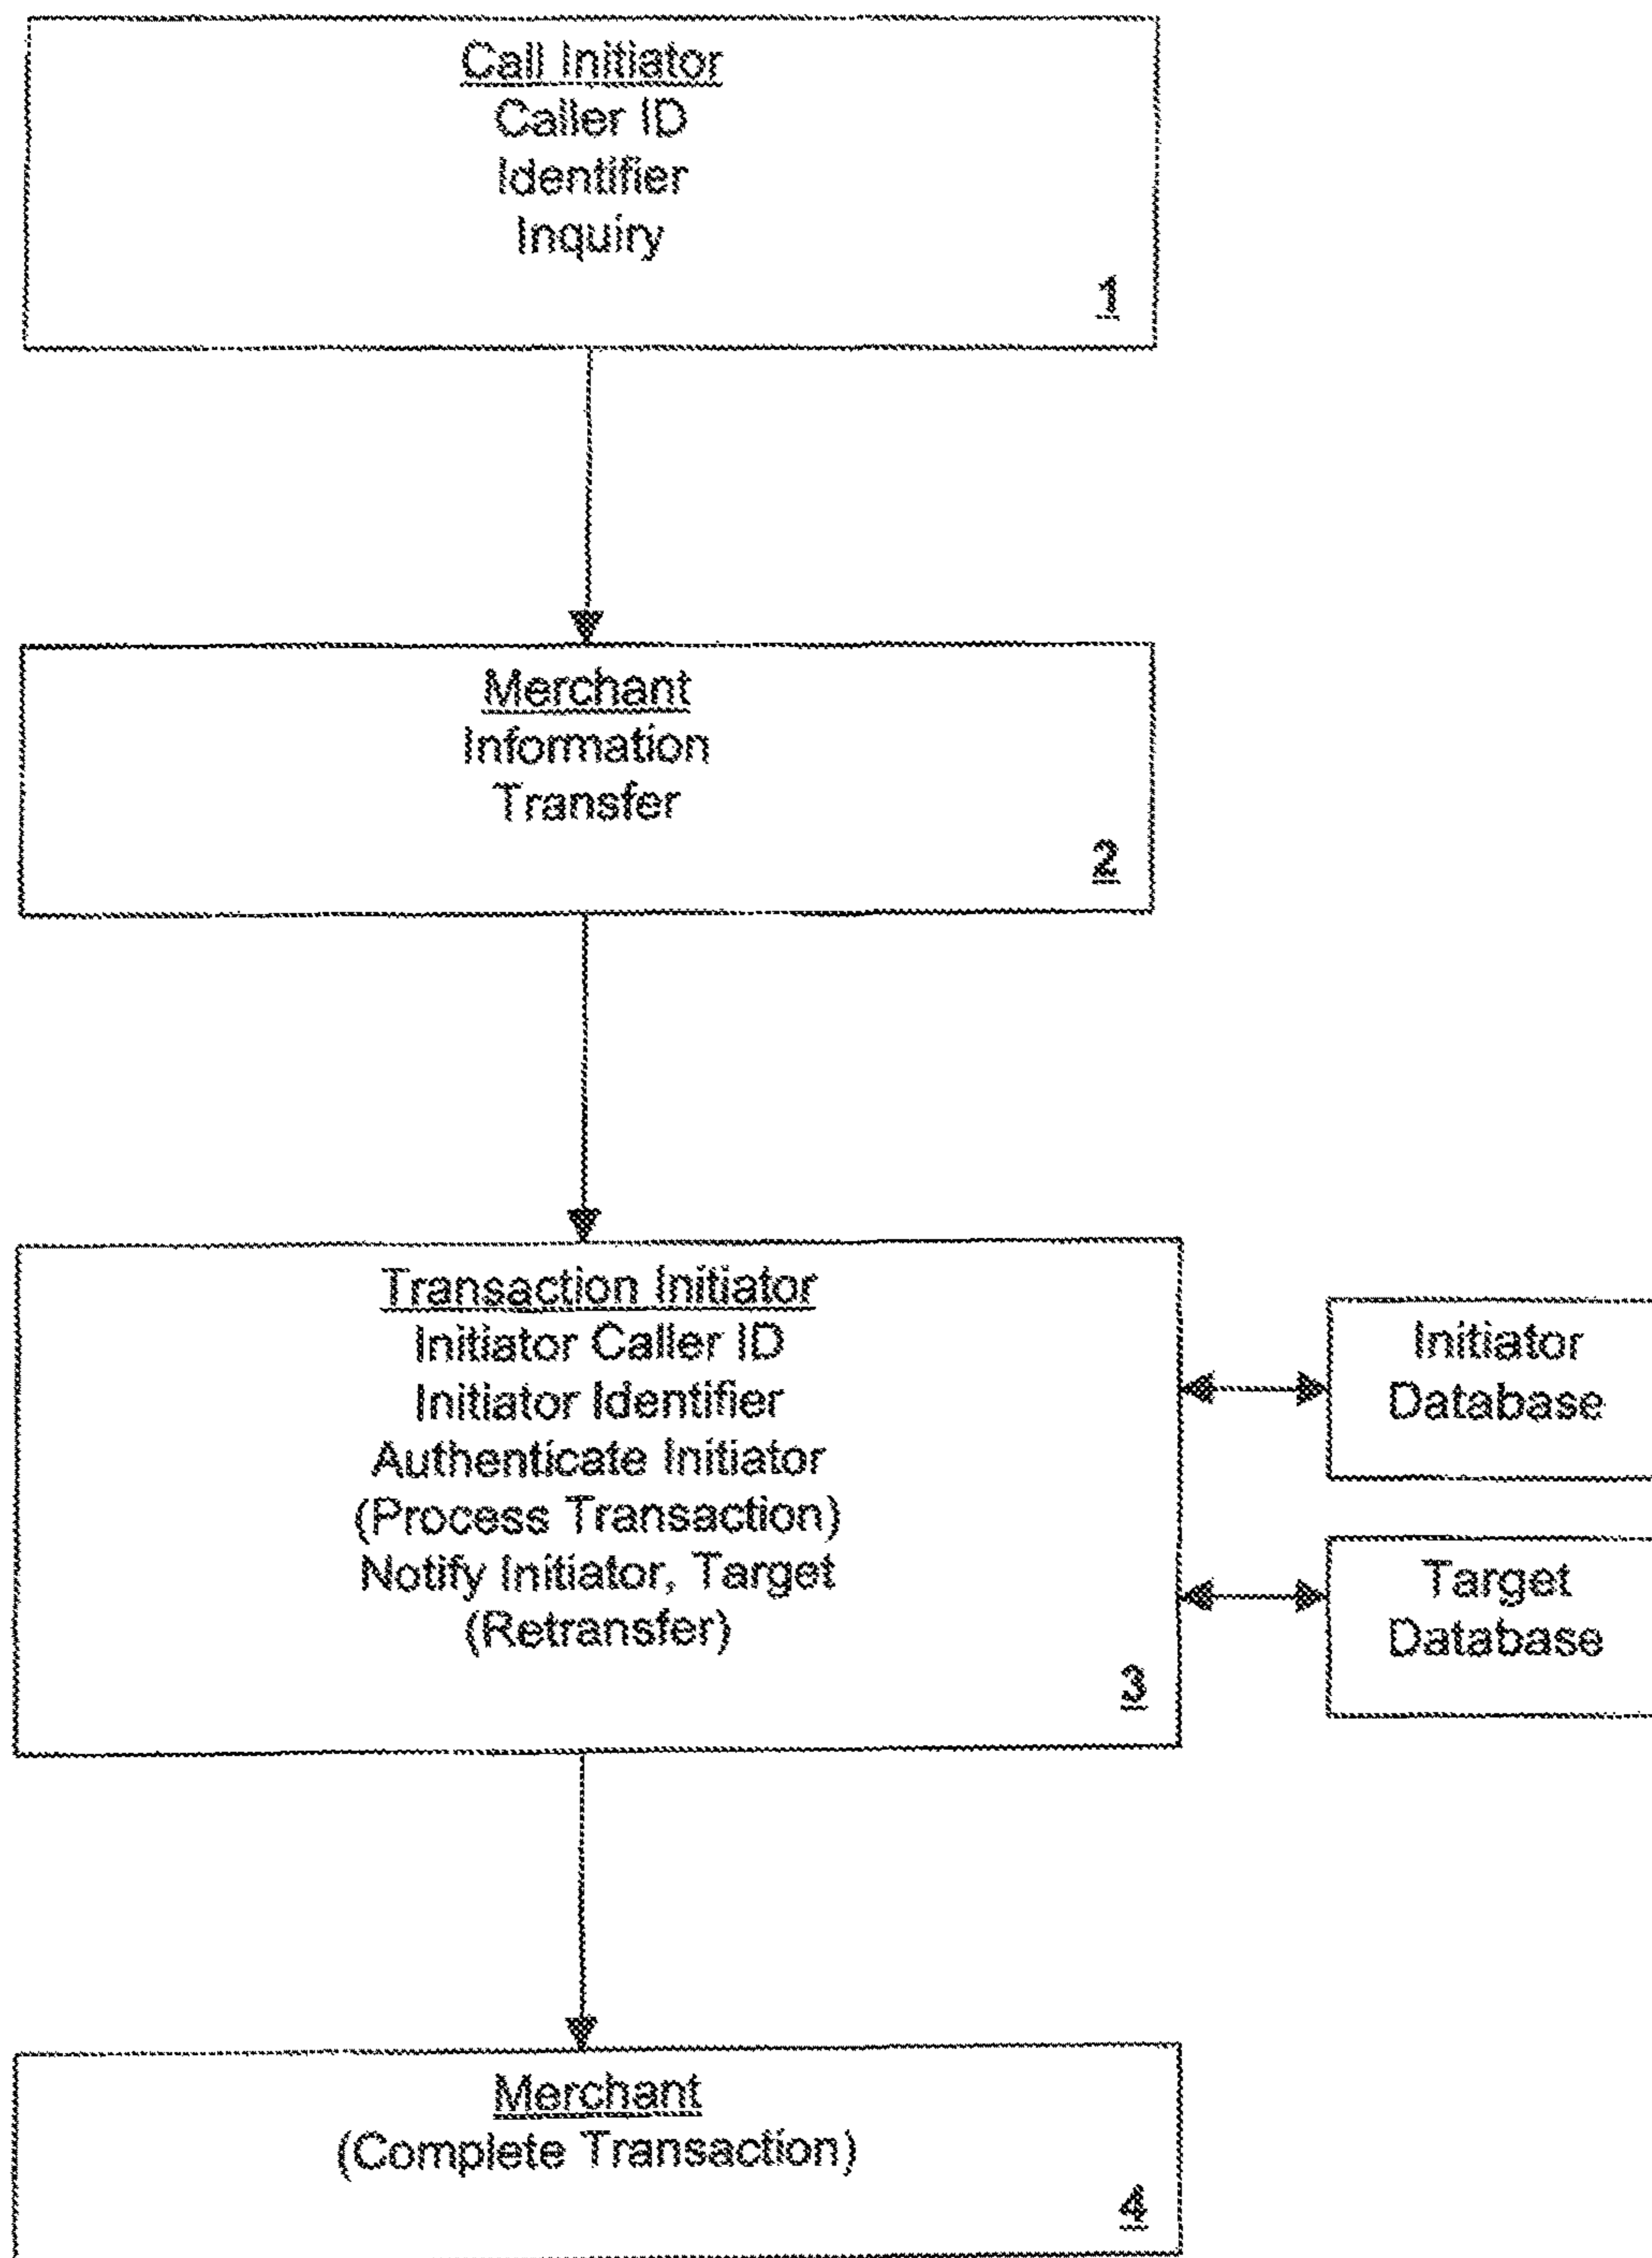 Call Initiator
Caller ID
Identifier
Inquiry
1
Merchant
Information
Transfer
2
Transaction Initiator
Initiator Caller ID
Initiator Identifier
Authenticate Initiator
(Process Transaction)
Notify Initiator, Target
(Retransfer)
3
Initiator
Database
Target
Database
Merchant
(Complete Transaction)
4